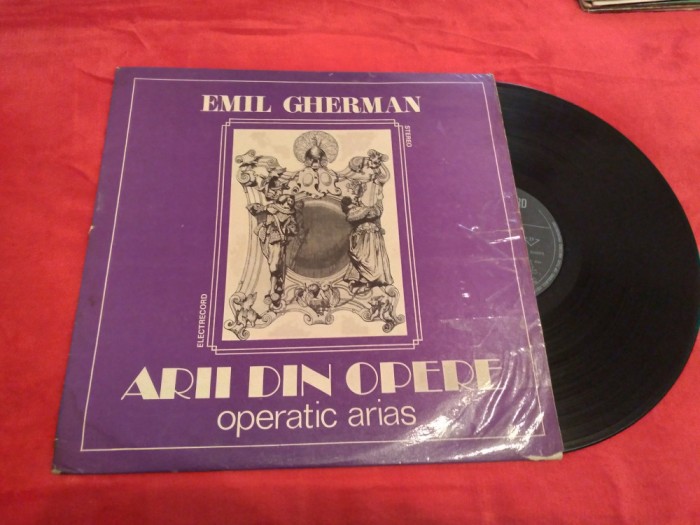 EMIL GHERMAN
STEREO
ELECTRECORD
ARII DIN OPERE
operatic arias